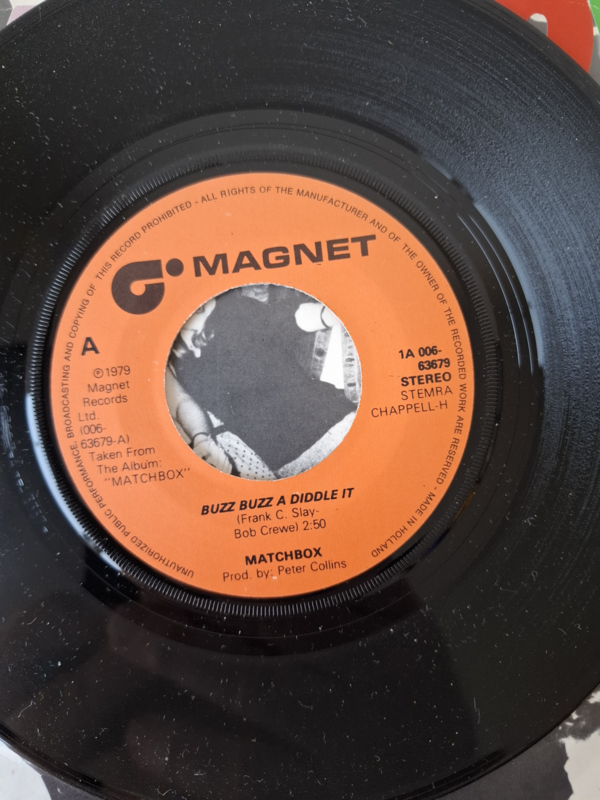 UNAUTHORIZED PUBLIC PERFORMANCE, BROADCASTING AND COPYING OF THIS RECORD PROHIBITED - ALL RIGHTS OF THE MANUFACTURER AND OF THE OWNER OF THE RECORDED WORK ARE RESERVED - MADE IN HOLLAND
MAGNET
A
℗1979
Magnet
Records
Ltd.
(006-
63679-A)
Taken From
The Album:
"MATCHBOX"
1A 006-
63679
STEREO
STEMRA
CHAPPELL-H
BUZZ BUZZ A DIDDLE IT
(Frank C. Slay-
Bob Crewe) 2:50
MATCHBOX
Prod. by: Peter Collins